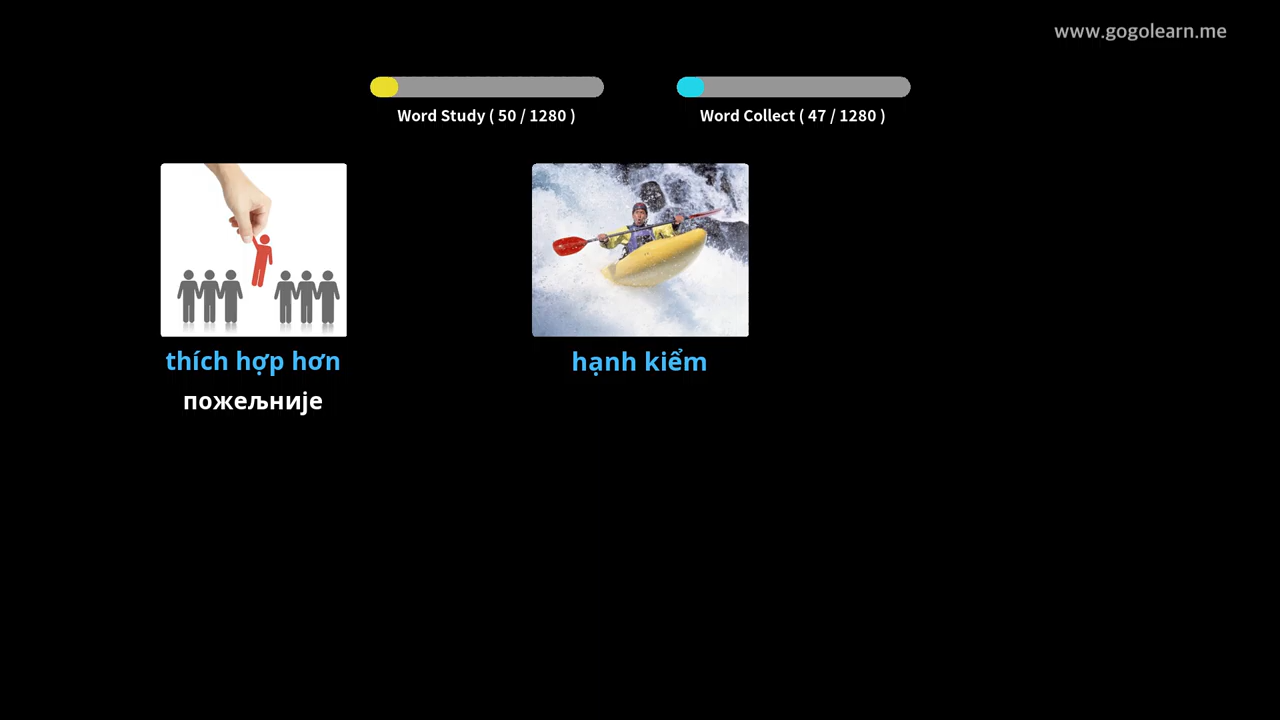 www.gogolearn.me
Word Study ( 50 / 1280 )
Word Collect ( 47 / 1280 )
thích hợp hơn
hạnh kiểm
пожељније